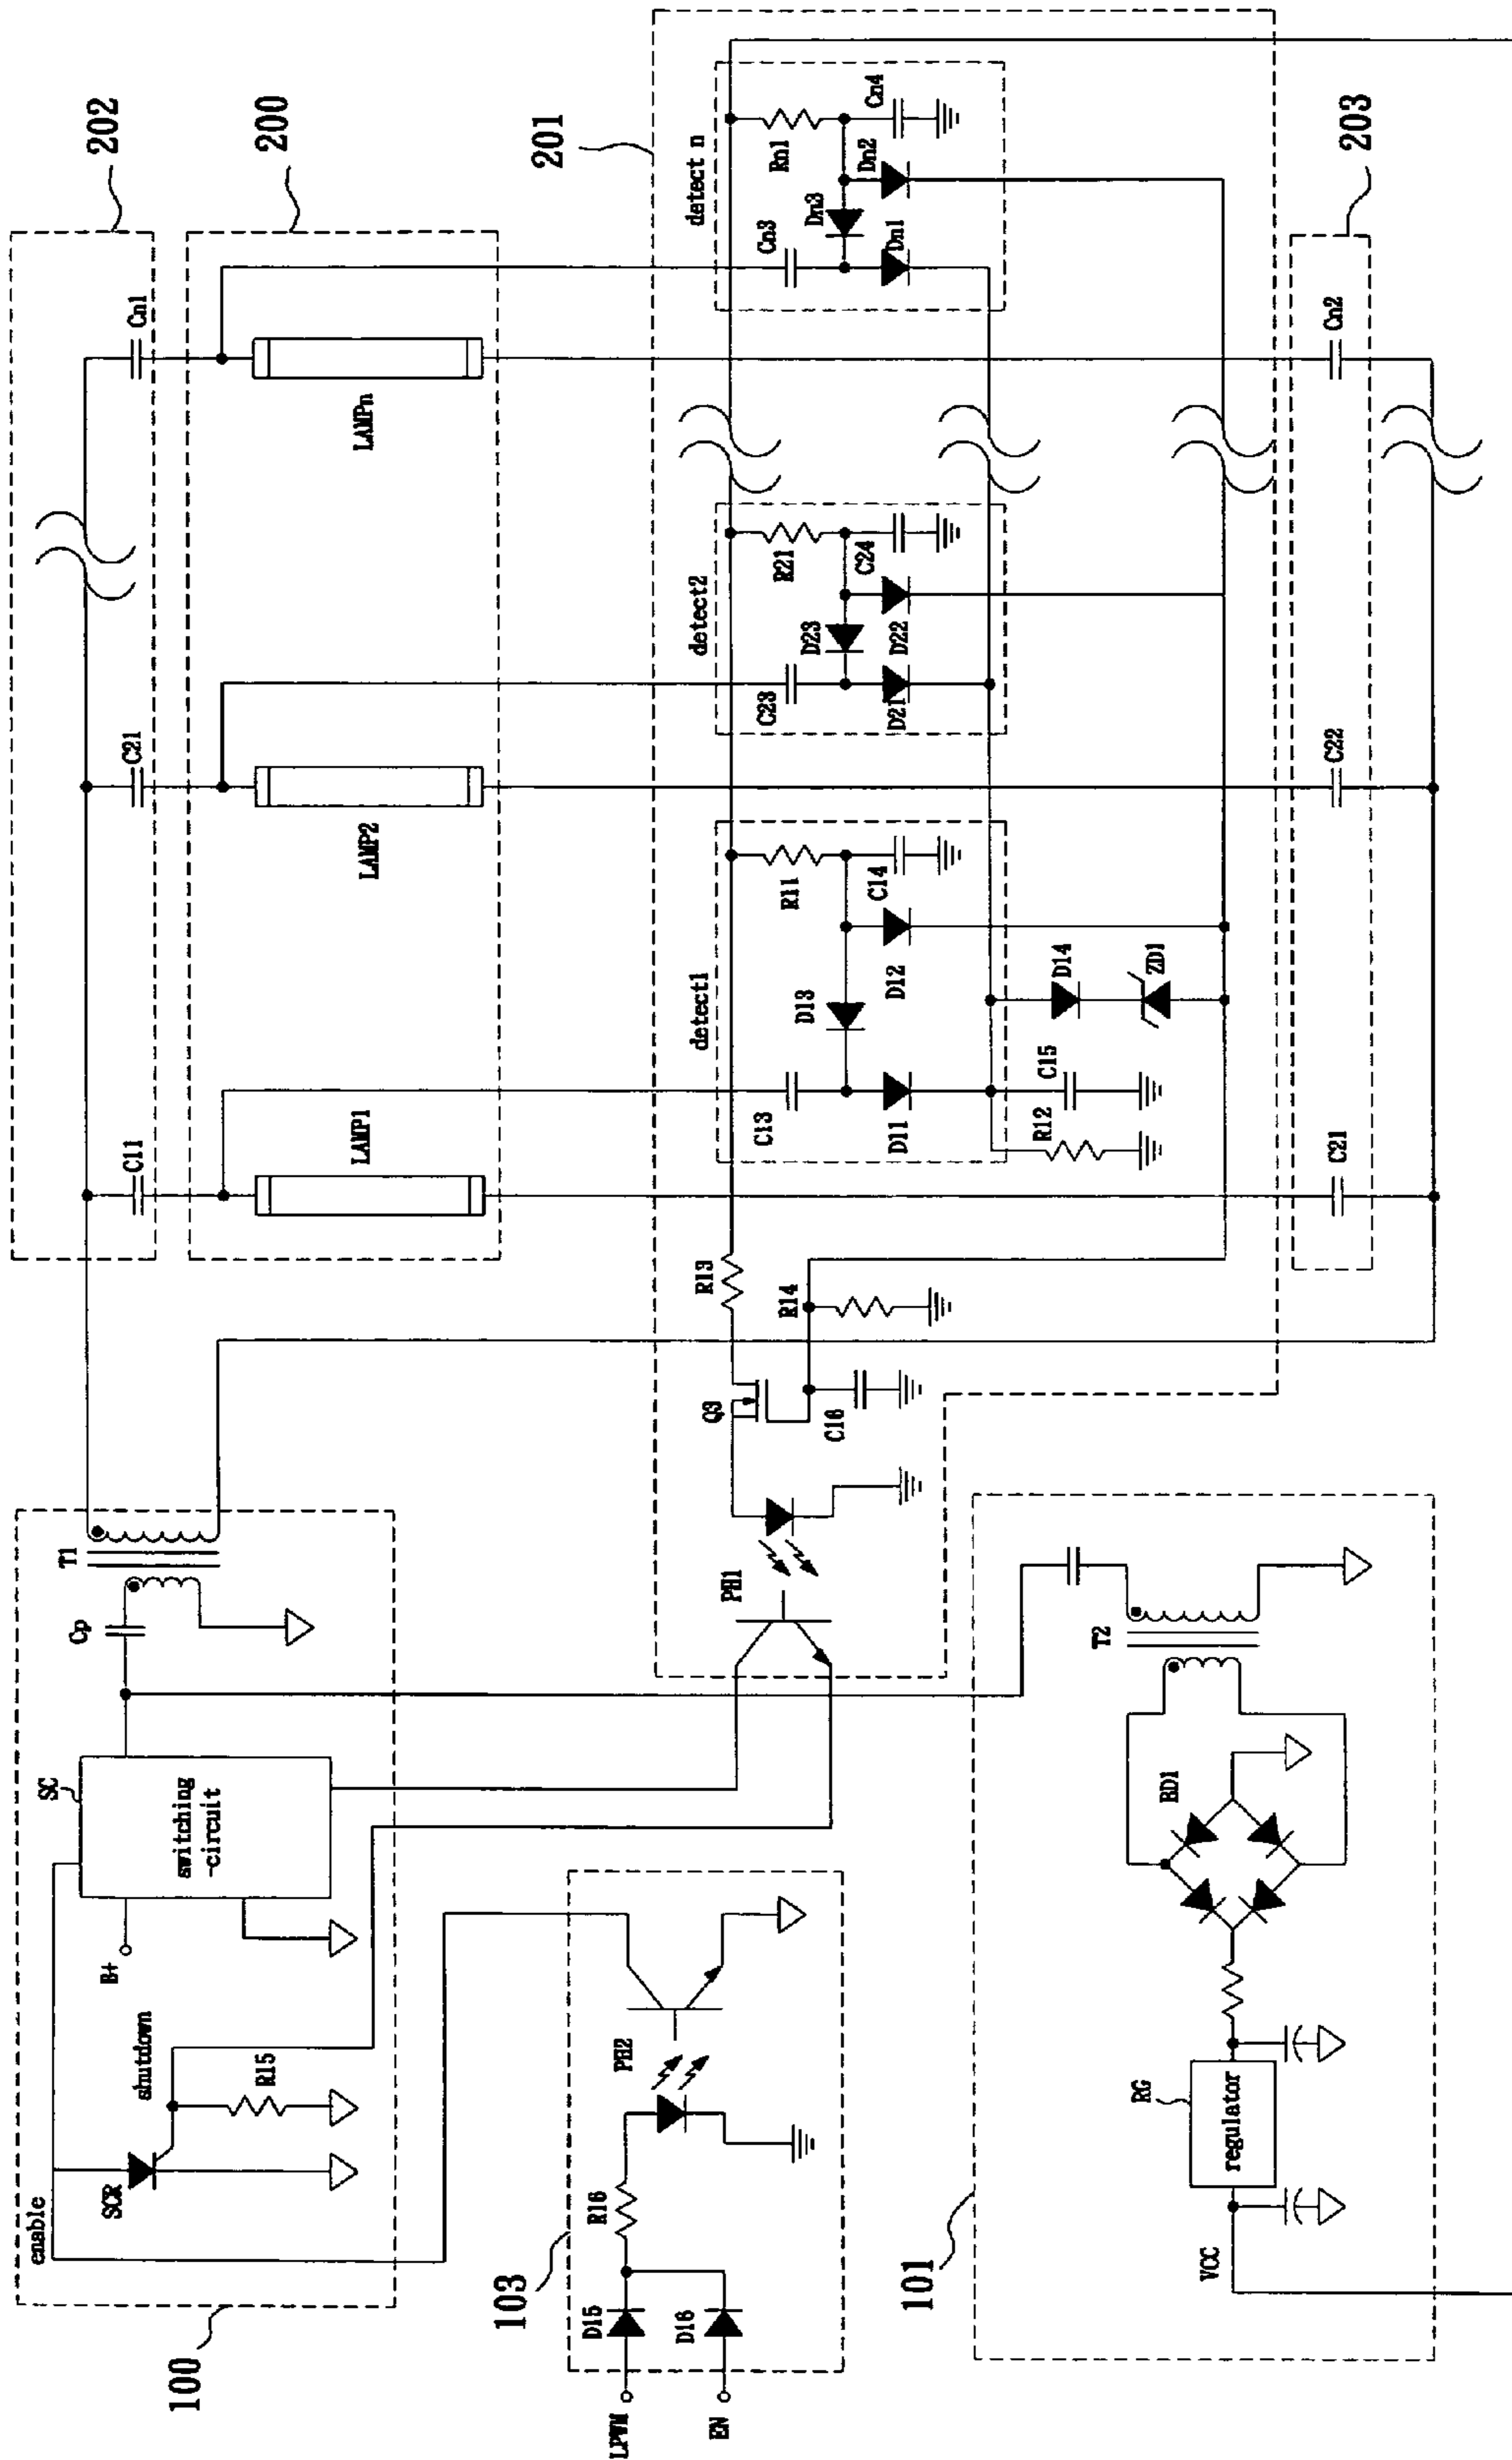 202
200
201
203
Cn1
C21
C11
LAMPn
LAMP2
LAMP1
detect n
Rn1
Cn4
Dn2
Dn3
Cn3
Dn1
Cn2
detect2
R21
C24
D23
D22
C23
D21
C22
detect1
R11
C14
D13
D12
C13
D11
D14
ZD1
C15
R12
C21
R13
R14
Q3
C16
PH1
T1
Cp
SC
switching
-circuit
B+
shutdown
R15
SCR
enable
100
PH2
R16
103
D15
D16
LPWM
EN
T2
BD1
RG
regulator
101
VCC